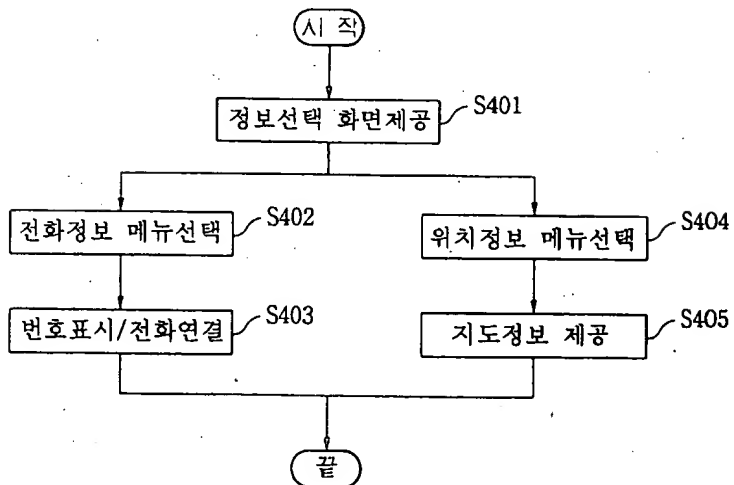 시 작
정보선택 화면제공
S401
전화정보 메뉴선택
S402
위치정보 메뉴선택
S404
번호표시/전화연결
S403
지도정보 제공
S405
끝